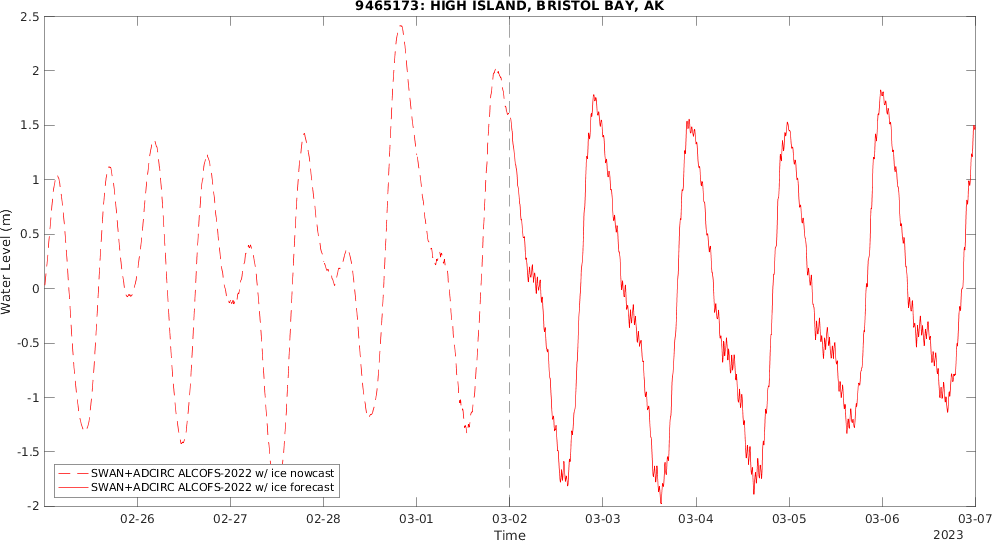 9465173: HIGH ISLAND, BRISTOL BAY, AK
2.5
2
1.5
1
0.5
0
-0.5
-1
-1.5
-2
Water Level (m)
SWAN+ADCIRC ALCOFS-2022 w/ ice nowcast
SWAN+ADCIRC ALCOFS-2022 w/ ice forecast
02-26 02-27 02-28 03-01 03-02 03-03 03-04 03-05 03-06 03-07
Time
2023